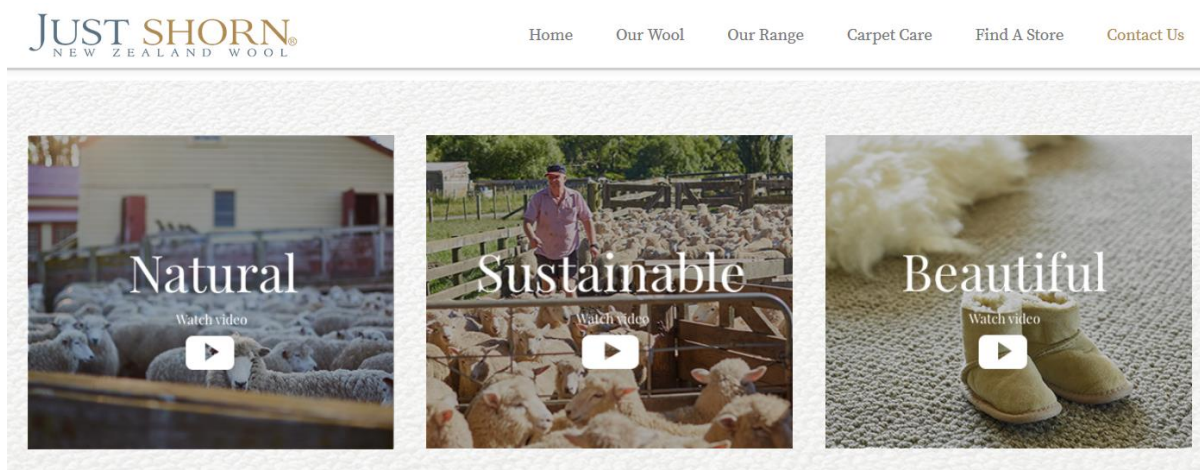 JUST SHORN®
NEW ZEALAND WOOL
Home Our Wool Our Range Carpet Care Find A Store Contact Us
Natural
Watch video
Sustainable
Watch video
Beautiful
Watch video